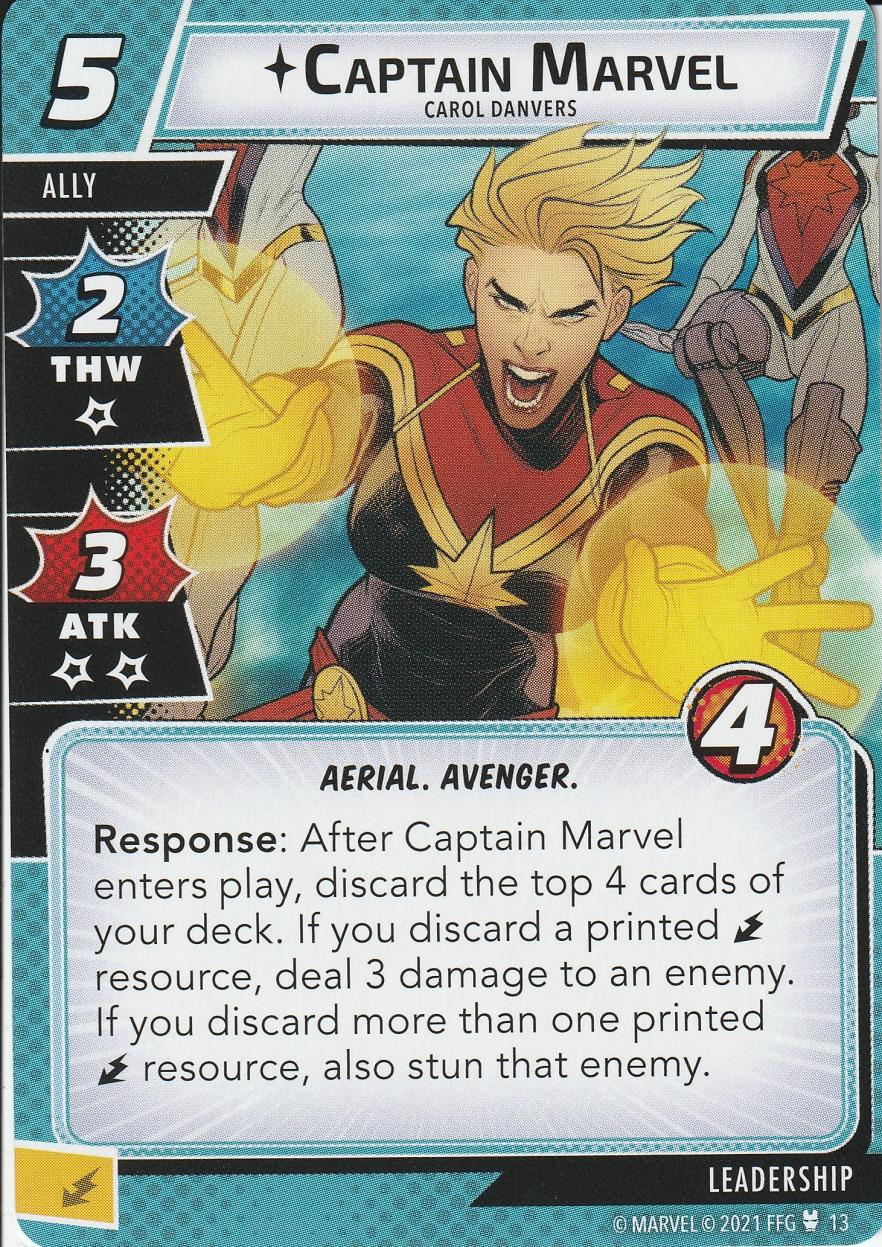 5
CAPTAIN MARVEL
CAROL DANVERS
ALLY
2
THW
3
ATK
4
AERIAL. AVENGER.
Response: After Captain Marvel
enters play, discard the top 4 cards of
your deck. If you discard a printed
resource, deal 3 damage to an enemy.
If you discard more than one printed
resource, also stun that enemy.
LEADERSHIP
© MARVEL © 2021 FFG 13